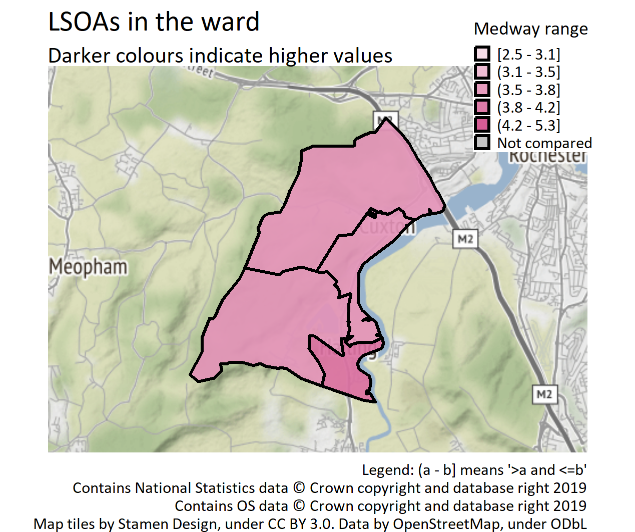 LSOAs in the ward
Darker colours indicate higher values
Medway range
[2.5 - 3.1]
(3.1 - 3.5]
(3.5 - 3.8]
(3.8 - 4.2]
(4.2 - 5.3]
Not compared
M2
Rochester
Cuxton
M2
Meopham
M2
Legend: (a - b] means '>a and <=b'
Contains National Statistics data © Crown copyright and database right 2019
Contains OS data © Crown copyright and database right 2019
Map tiles by Stamen Design, under CC BY 3.0. Data by OpenStreetMap, under ODbL